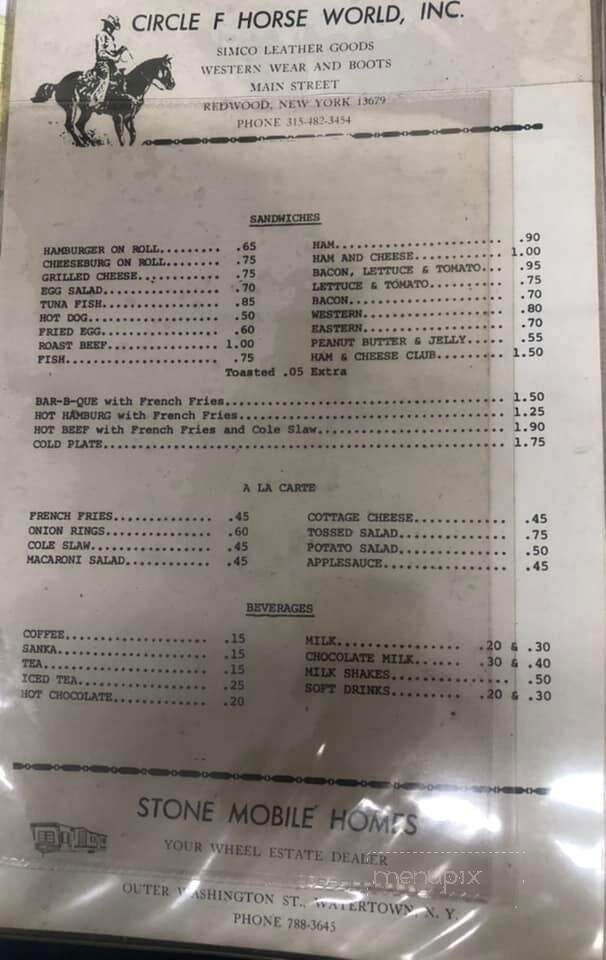 CIRCLE F HORSE WORLD, INC.
SIMCO LEATHER GOODS
WESTERN WEAR AND BOOTS
MAIN STREET
REDWOOD, NEW YORK 13679
PHONE 315-482-3454
SANDWICHES
HAMBURGER ON ROLL......... .65
CHEESEBURG ON ROLL........ .75
GRILLED CHEESE............ .75
EGG SALAD................. .70
TUNA FISH................. .85
HOT DOG................... .50
FRIED EGG................. .60
ROAST BEEF................ 1.00
FISH...................... .75
HAM........................ .90
HAM AND CHEESE............. 1.00
BACON, LETTUCE & TOMATO... .95
LETTUCE & TOMATO........... .75
BACON...................... .70
WESTERN.................... .80
EASTERN.................... .70
PEANUT BUTTER & JELLY..... .55
HAM & CHEESE CLUB......... 1.50
Toasted .05 Extra
BAR-B-QUE with French Fries........................................ 1.50
HOT HAMBURG with French Fries...................................... 1.25
HOT BEEF with French Fries and Cole Slaw........................... 1.90
COLD PLATE......................................................... 1.75
A LA CARTE
FRENCH FRIES............. .45
ONION RINGS.............. .60
COLE SLAW................ .45
MACARONI SALAD........... .45
COTTAGE CHEESE............ .45
TOSSED SALAD.............. .75
POTATO SALAD.............. .50
APPLESAUCE................ .45
BEVERAGES
COFFEE.................... .15
SANKA..................... .15
TEA....................... .15
ICED TEA.................. .25
HOT CHOCOLATE............. .20
MILK................. .20 & .30
CHOCOLATE MILK...... .30 & .40
MILK SHAKES................ .50
SOFT DRINKS.......... .20 & .30
STONE MOBILE HOMES
YOUR WHEEL ESTATE DEALER
menupix
OUTER WASHINGTON ST., WATERTOWN, N. Y.
PHONE 788-3645